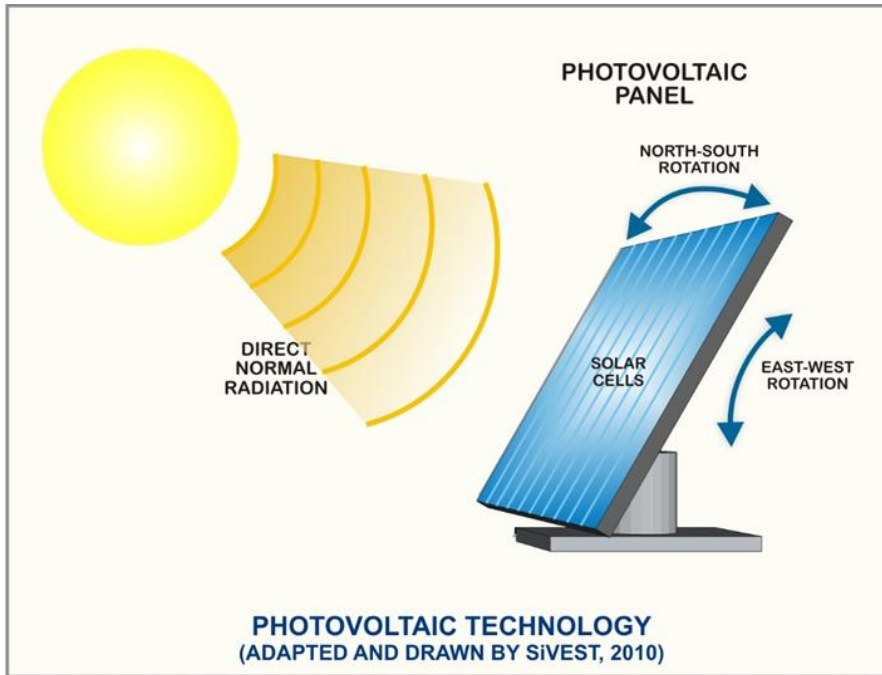 PHOTOVOLTAIC
PANEL
NORTH-SOUTH
ROTATION
DIRECT
NORMAL
RADIATION
SOLAR
CELLS
EAST-WEST
ROTATION
PHOTOVOLTAIC TECHNOLOGY
(ADAPTED AND DRAWN BY SiVEST, 2010)